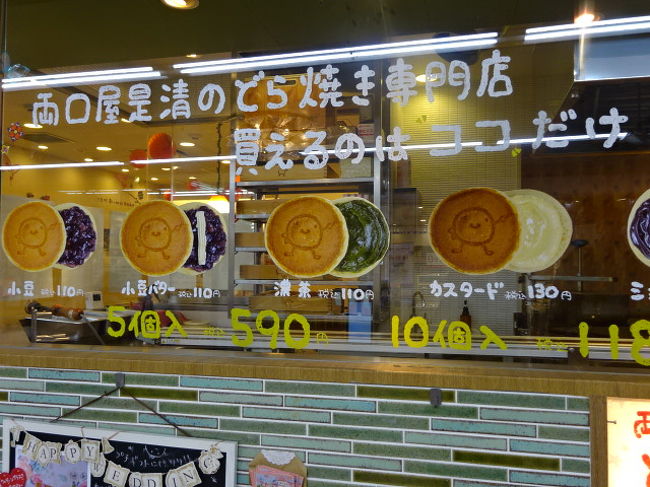 両口屋是清のどら焼き専門店
買えるのはココだけ
小豆 税込110円
小豆バター 税込110円
濃茶 税込110円
カスタード 税込130円
5個入 税込590円
10個入
HAPPY
WEDDING